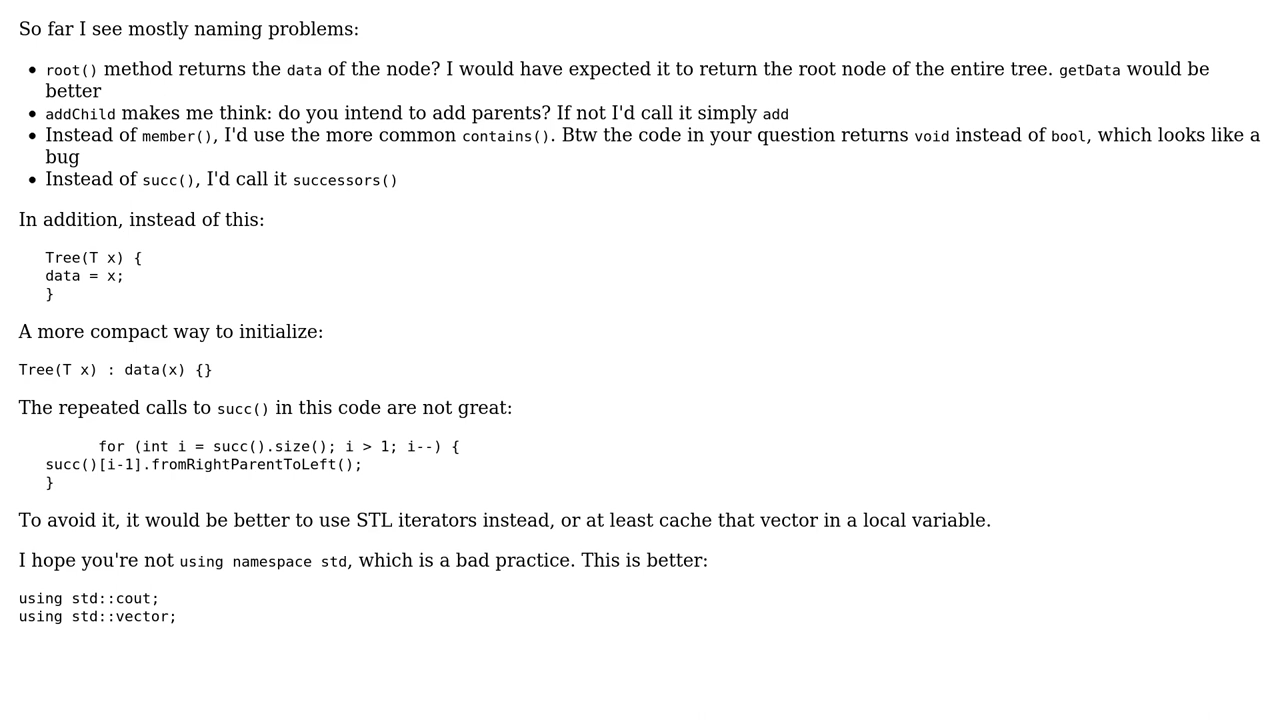 So far I see mostly naming problems:
• root() method returns the data of the node? I would have expected it to return the root node of the entire tree. getData would be
better
• addChild makes me think: do you intend to add parents? If not I'd call it simply add
• Instead of member(), I'd use the more common contains(). Btw the code in your question returns void instead of bool, which looks like a
bug
• Instead of succ(), I'd call it successors()
In addition, instead of this:
Tree(T x) {
data = x;
}
A more compact way to initialize:
Tree(T x) : data(x) {}
The repeated calls to succ() in this code are not great:
for (int i = succ().size(); i > 1; i--) {
succ()[i-1].fromRightParentToLeft();
}
To avoid it, it would be better to use STL iterators instead, or at least cache that vector in a local variable.
I hope you're not using namespace std, which is a bad practice. This is better:
using std::cout;
using std::vector;